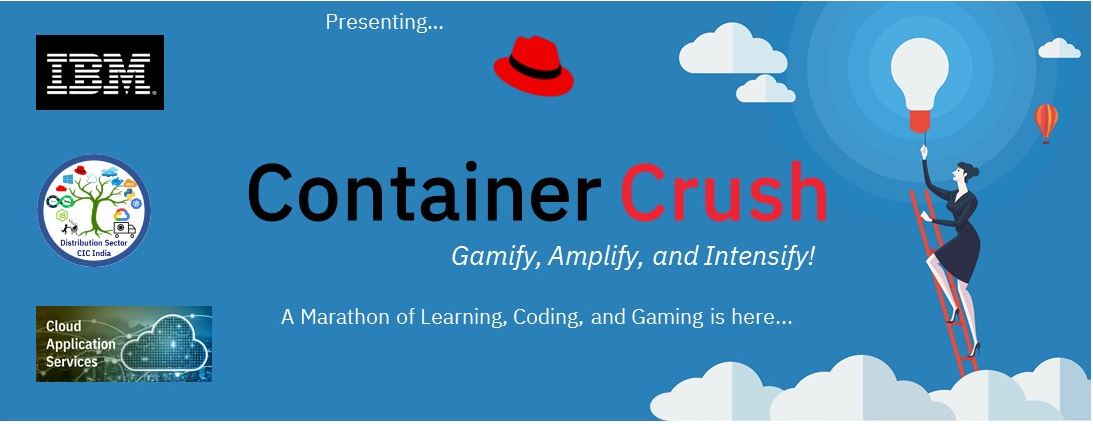 Presenting...
IBM
Container Crush
Distribution Sector
CIC India
Gamify, Amplify, and Intensify!
A Marathon of Learning, Coding, and Gaming is here...
Cloud
Application
Services